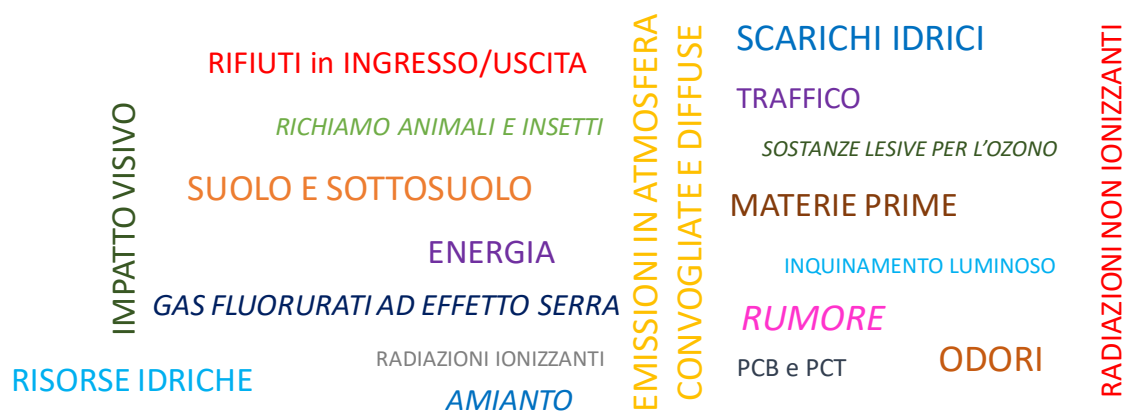 RIFIUTI in INGRESSO/USCITA
RICHIAMO ANIMALI E INSETTI
IMPATTO VISIVO
SUOLO E SOTTOSUOLO
ENERGIA
GAS FLUORURATI AD EFFETTO SERRA
RADIAZIONI IONIZZANTI
RISORSE IDRICHE
AMIANTO
EMISSIONI IN ATMOSFERA
CONVOGLIATE E DIFFUSE
SCARICHI IDRICI
TRAFFICO
SOSTANZE LESIVE PER L’OZONO
MATERIE PRIME
INQUINAMENTO LUMINOSO
RUMORE
PCB e PCT
ODORI
RADIAZIONI NON IONIZZANTI